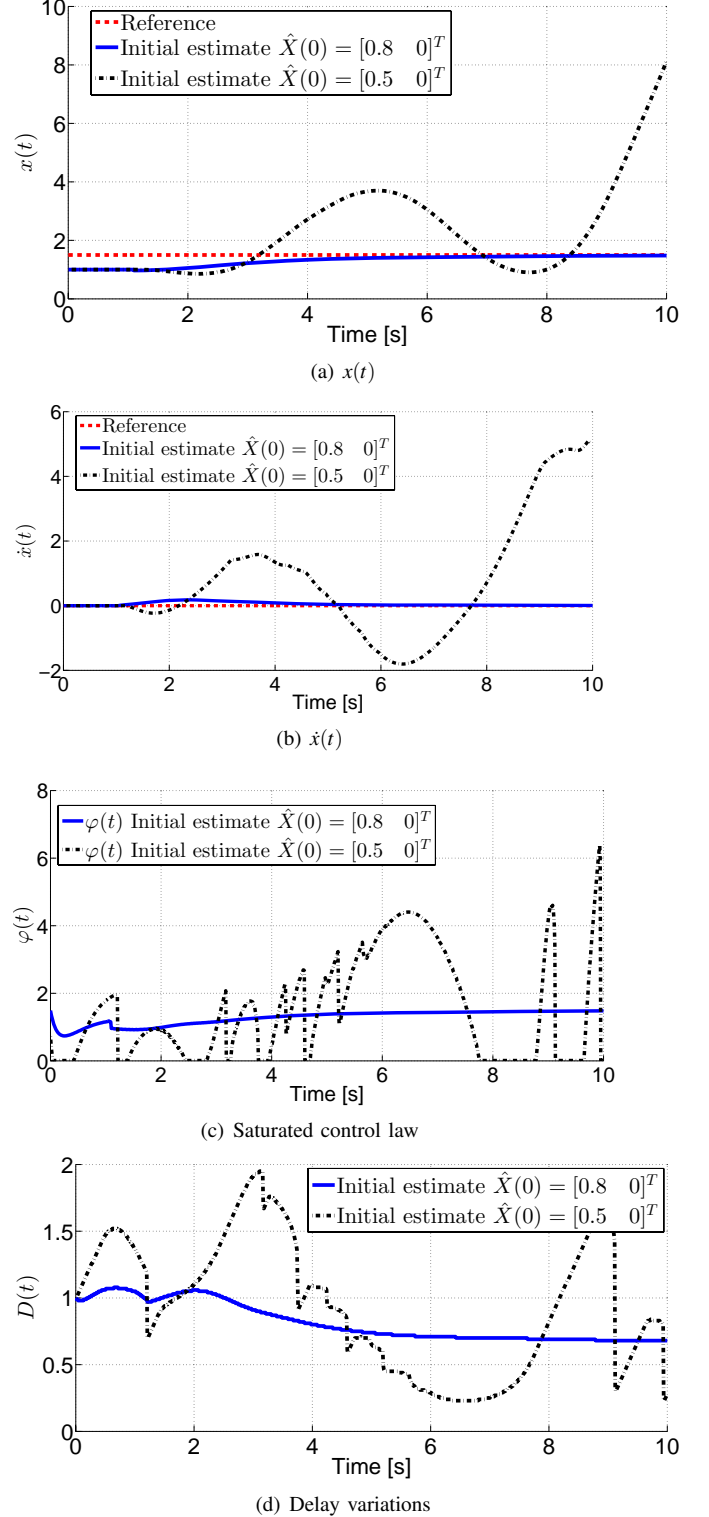 10
8
6
4
2
0
x(t)
Reference
Initial estimate X̂(0) = [0.8 0]^T
Initial estimate X̂(0) = [0.5 0]^T
0 2 4 6 8 10
Time [s]
(a) x(t)
6
4
2
0
−2
ẋ(t)
Reference
Initial estimate X̂(0) = [0.8 0]^T
Initial estimate X̂(0) = [0.5 0]^T
0 2 4 6 8 10
Time [s]
(b) ẋ(t)
8
6
4
2
0
φ(t)
φ(t) Initial estimate X̂(0) = [0.8 0]^T
φ(t) Initial estimate X̂(0) = [0.5 0]^T
0 2 4 6 8 10
Time [s]
(c) Saturated control law
2
1.5
1
0.5
0
D(t)
Initial estimate X̂(0) = [0.8 0]^T
Initial estimate X̂(0) = [0.5 0]^T
0 2 4 6 8 10
Time [s]
(d) Delay variations